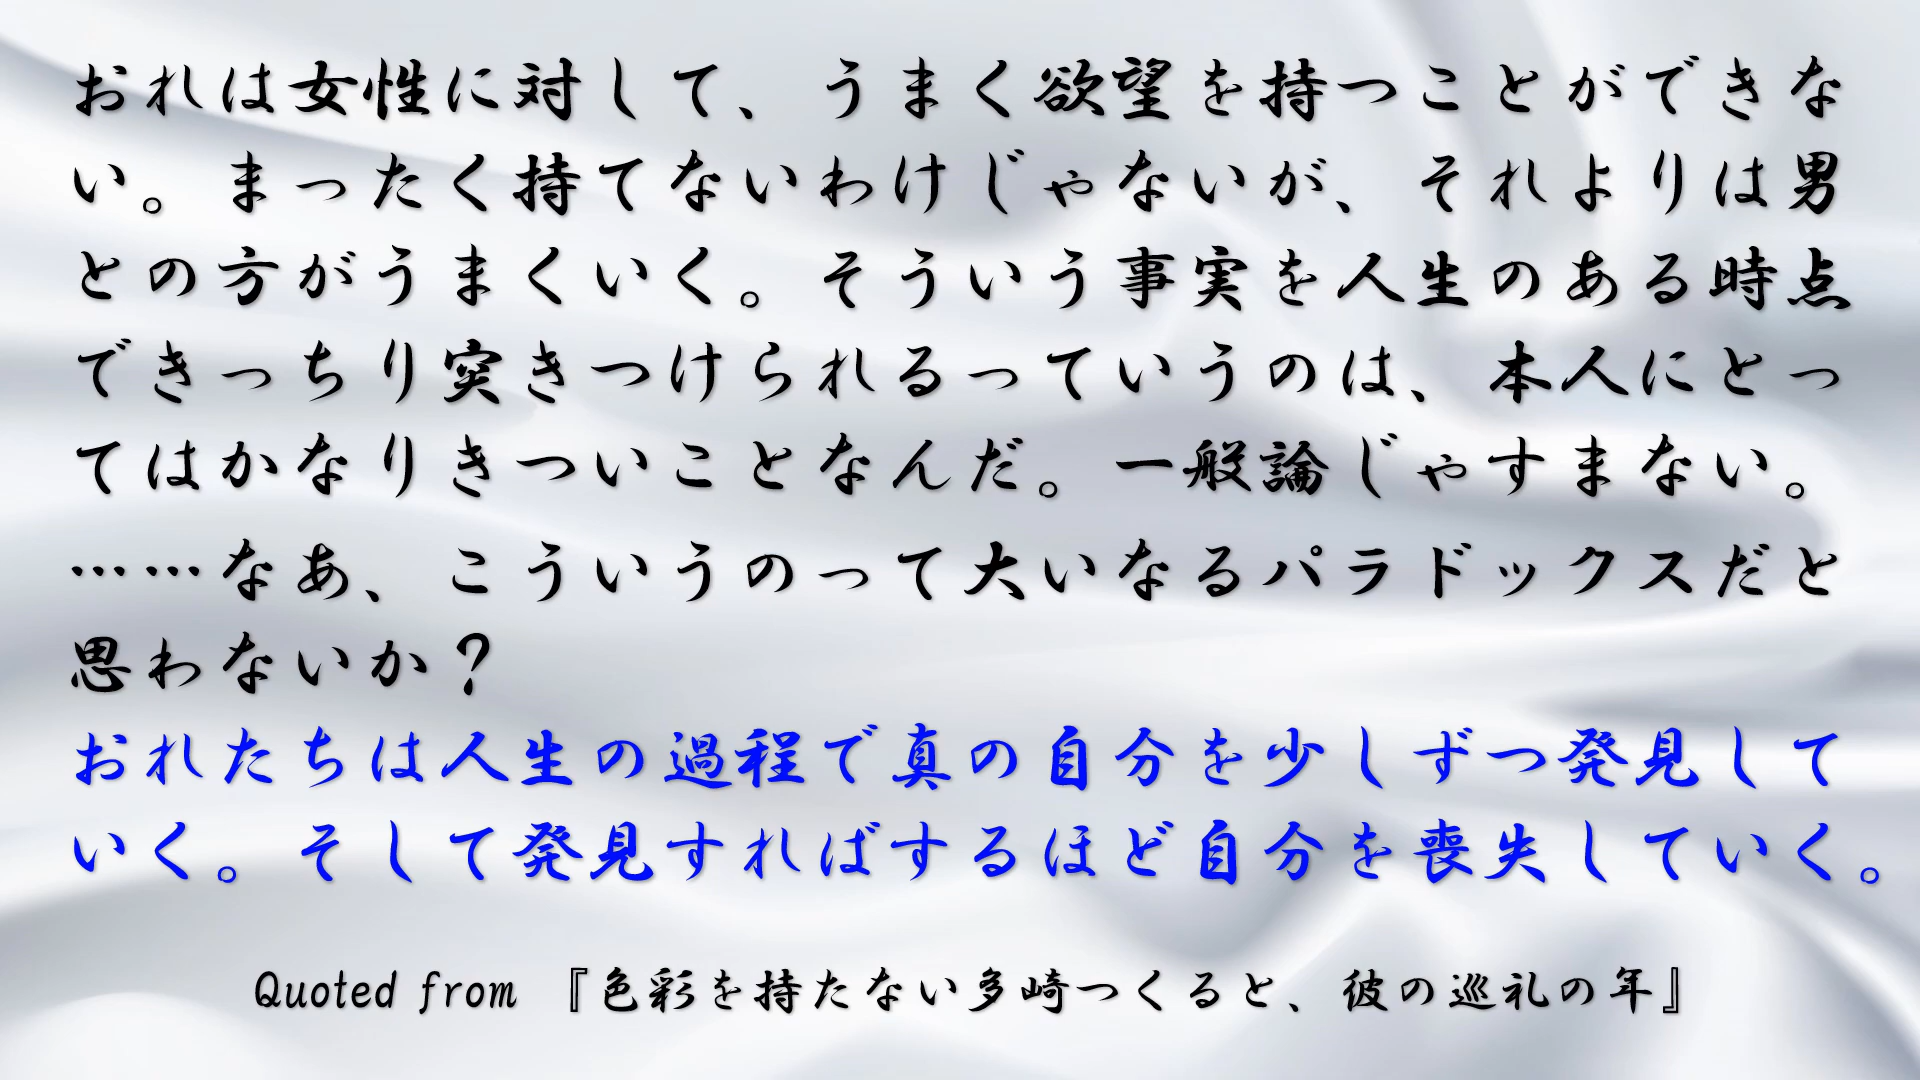 おれは女性に対して、うまく欲望を持つことができな
い。まったく持てないわけじゃないが、それよりは男
との方がうまくいく。そういう事実を人生のある時点
できっちり突きつけられるっていうのは、本人にとっ
てはかなりきついことなんだ。一般論じゃすまない。
……なあ、こういうのって大いなるパラドックスだと
思わないか？
おれたちは人生の過程で真の自分を少しずつ発見して
いく。そして発見すればするほど自分を喪失していく。
Quoted from 『色彩を持たない多崎つくると、彼の巡礼の年』